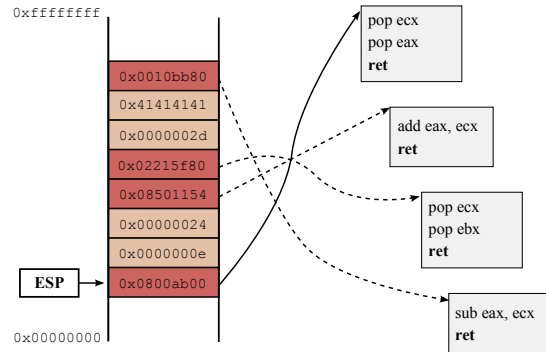 0xffffffff
0x0010bb80
0x41414141
0x0000002d
0x02215f80
0x08501154
0x00000024
0x0000000e
0x0800ab00
ESP
0x00000000
pop ecx
pop eax
ret
add eax, ecx
ret
pop ecx
pop ebx
ret
sub eax, ecx
ret